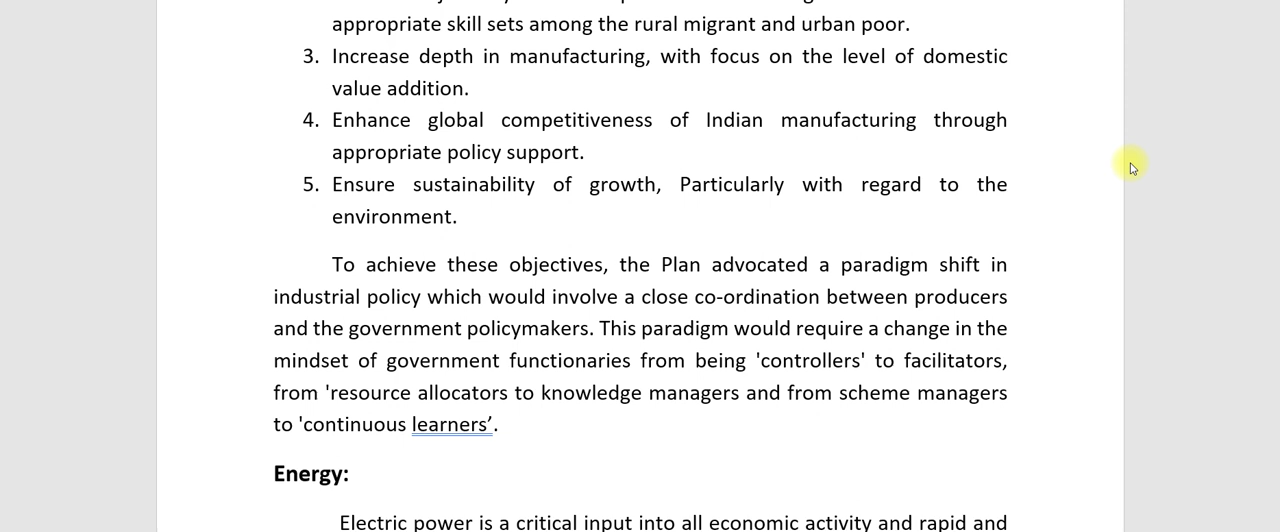 appropriate skill sets among the rural migrant and urban poor.
3. Increase depth in manufacturing, with focus on the level of domestic
value addition.
4. Enhance global competitiveness of Indian manufacturing through
appropriate policy support.
5. Ensure sustainability of growth, Particularly with regard to the
environment.
To achieve these objectives, the Plan advocated a paradigm shift in
industrial policy which would involve a close co-ordination between producers
and the government policymakers. This paradigm would require a change in the
mindset of government functionaries from being 'controllers' to facilitators,
from 'resource allocators to knowledge managers and from scheme managers
to 'continuous learners’.
Energy:
Electric power is a critical input into all economic activity and rapid and